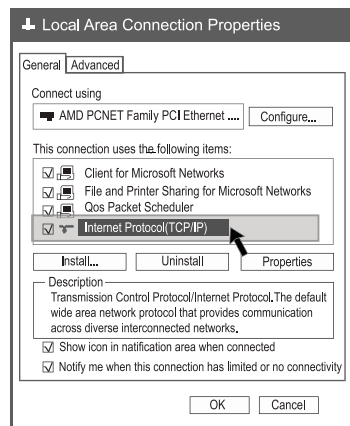 Local Area Connection Properties
General Advanced
Connect using
AMD PCNET Family PCI Ethernet .... Configure...
This connection uses the following items:
Client for Microsoft Networks
File and Printer Sharing for Microsoft Networks
Qos Packet Scheduler
Internet Protocol(TCP/IP)
Install... Uninstall Properties
Description
Transmission Control Protocol/Internet Protocol.The default
wide area network protocol that provides communication
across diverse interconnected networks.
Show icon in natification area when connected
Notify me when this connection has limited or no connectivity
OK Cancel